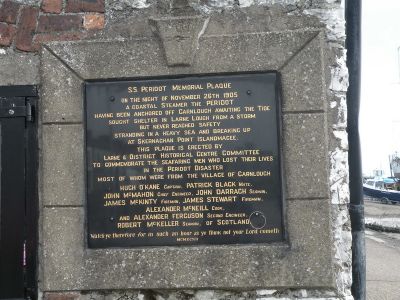 S.S. PERIDOT MEMORIAL PLAQUE
ON THE NIGHT OF NOVEMBER 26TH 1905
A COASTAL STEAMER THE PERIDOT
HAVING BEEN ANCHORED OFF CARNLOUGH AWAITING THE TIDE
SOUGHT SHELTER IN LARNE LOUGH FROM A STORM
BUT NEVER REACHED SAFETY
STRANDING IN A HEAVY SEA AND BREAKING UP
AT SKERNAGHAN POINT ISLANDMAGEE.
THIS PLAQUE IS ERECTED BY
LARNE & DISTRICT HISTORICAL CENTRE COMMITTEE
TO COMMEMORATE THE SEAFARING MEN WHO LOST THEIR LIVES
IN THE PERIDOT DISASTER
MOST OF WHOM WERE FROM THE VILLAGE OF CARNLOUGH
HUGH O'KANE CAPTAIN, PATRICK BLACK MATE,
JOHN McMAHON CHIEF ENGINEER, JOHN DARRAGH SEAMAN,
JAMES McKINTY FIREMAN, JAMES STEWART FIREMAN,
ALEXANDER McNEILL COOK,
AND ALEXANDER FERGUSON SECOND ENGINEER,
ROBERT McKELLER SEAMAN, OF SCOTLAND
Watch ye therefore for in such an hour as ye think not your Lord cometh